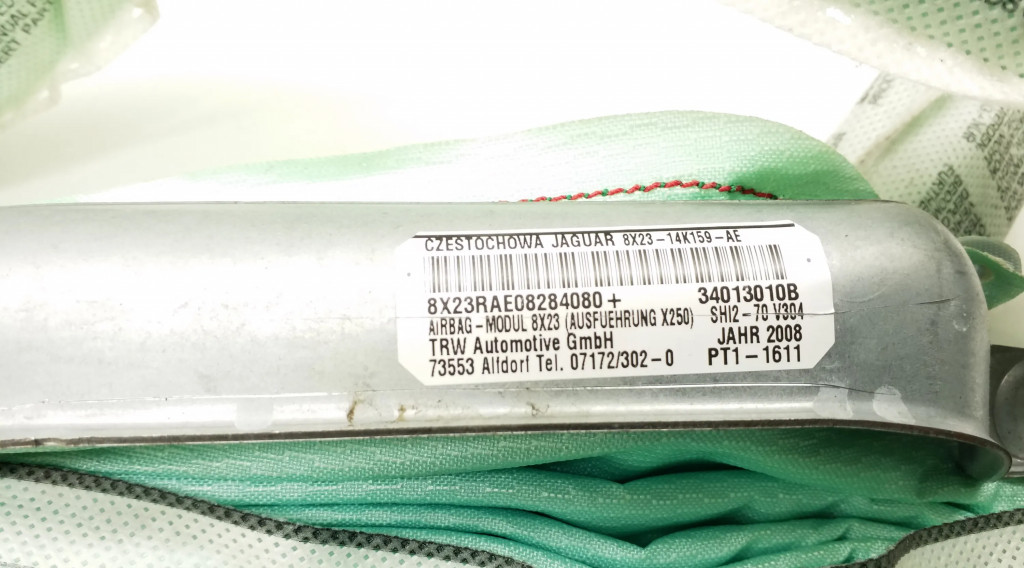 CZESTOCHOWA JAGUAR 8X23-14K159-AE
8X23RAE08284080+ 34013010B
AIRBAG-MODUL 8X23 (AUSFUEHRUNG X250) SHI2-70 V304
TRW Automotive GmbH JAHR 2008
73553 Alfdorf Tel. 07172/302-0 PT1-1611